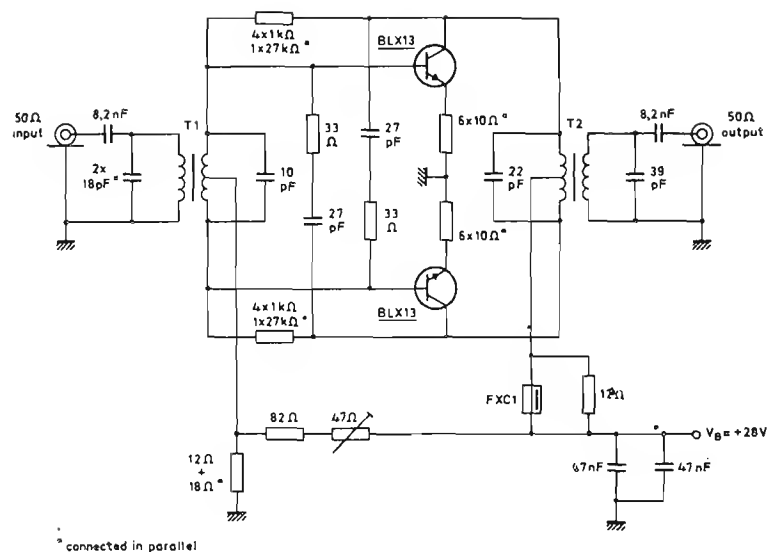 4x1kΩ
1x27kΩ*
BLX13
T1
50Ω
input
8,2nF
2x
18pF=
10
pF
33
Ω
27
pF
27
pF
33
Ω
6x10Ω*
6x10Ω*
22
pF
T2
8,2nF
39
pF
50Ω
output
4x1kΩ
1x27kΩ*
BLX13
82Ω
47Ω
FXC1
12Ω
*
VB=+28V
12Ω
+
18Ω*
47nF
47nF
* connected in parallel